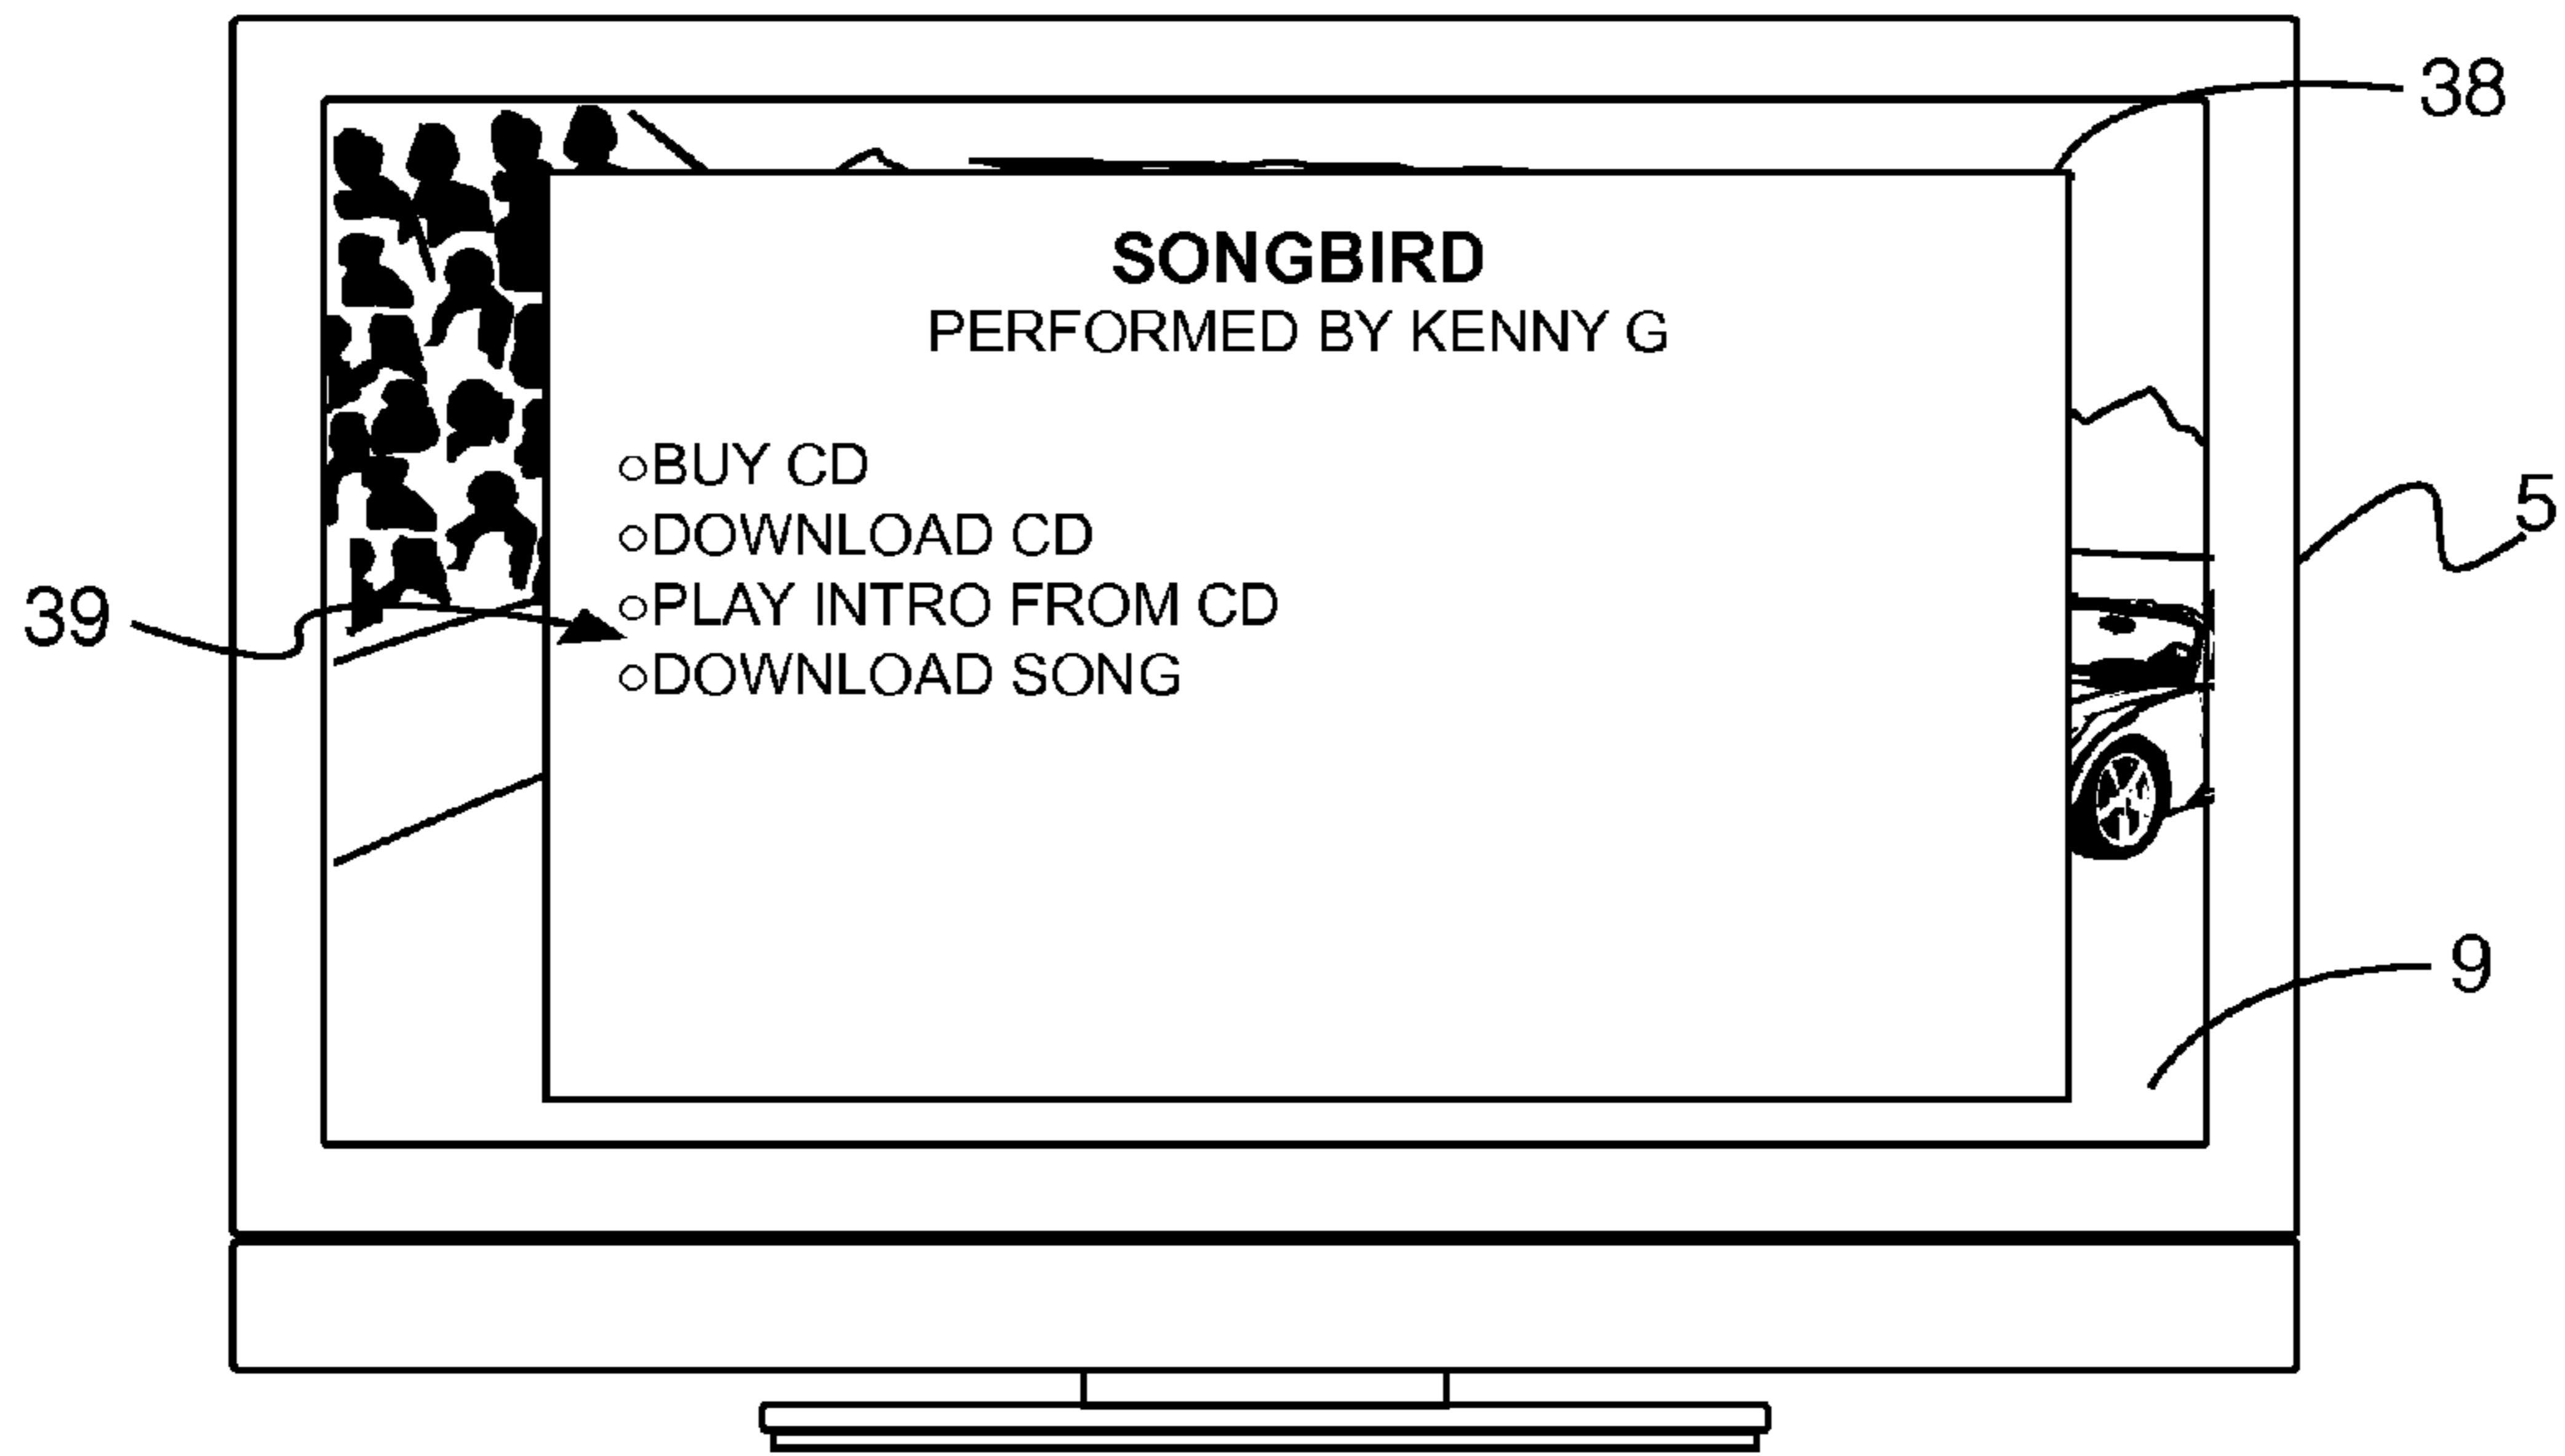 38
SONGBIRD
PERFORMED BY KENNY G
○BUY CD
○DOWNLOAD CD
5
○PLAY INTRO FROM CD
39
○DOWNLOAD SONG
9